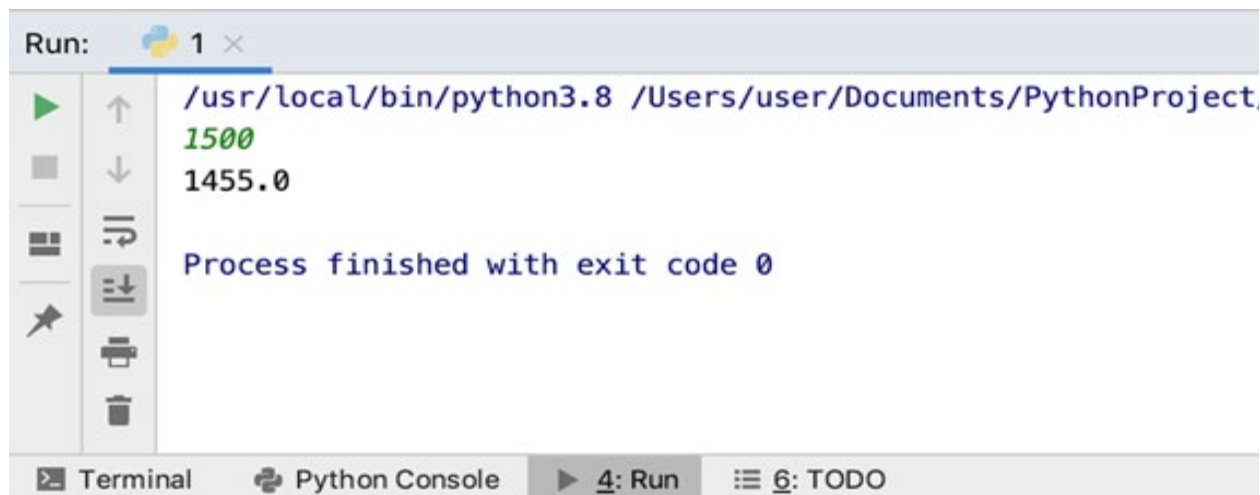 Run: 1
/usr/local/bin/python3.8 /Users/user/Documents/PythonProject/
1500
1455.0
Process finished with exit code 0
Terminal Python Console 4: Run 6: TODO